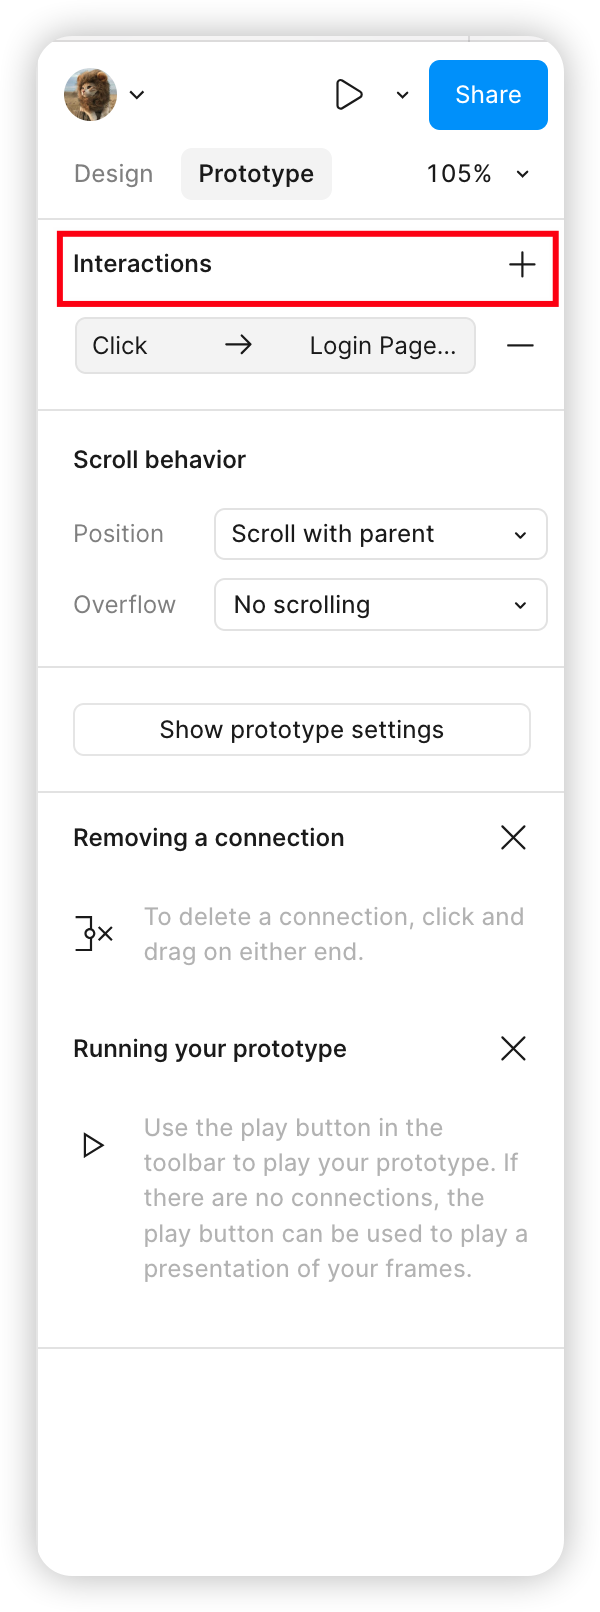 Share
Design Prototype 105%
Interactions
Click → Login Page...
Scroll behavior
Position Scroll with parent
Overflow No scrolling
Show prototype settings
Removing a connection
To delete a connection, click and
drag on either end.
Running your prototype
Use the play button in the
toolbar to play your prototype. If
there are no connections, the
play button can be used to play a
presentation of your frames.